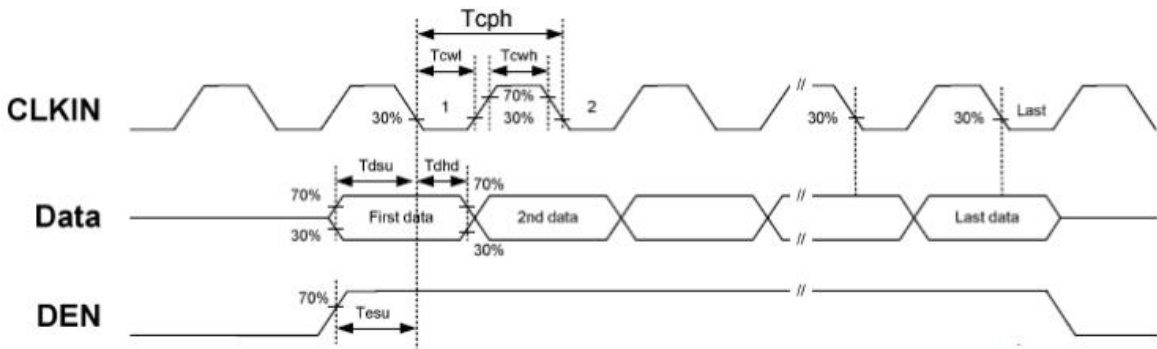 Tcph
Tcwl
Tcwh
CLKIN
30%
1
70%
30%
2
//
30%
30%
Last
Tdsu
Tdhd
70%
70%
Data
First data
2nd data
//
Last data
30%
30%
//
70%
//
DEN
Tesu